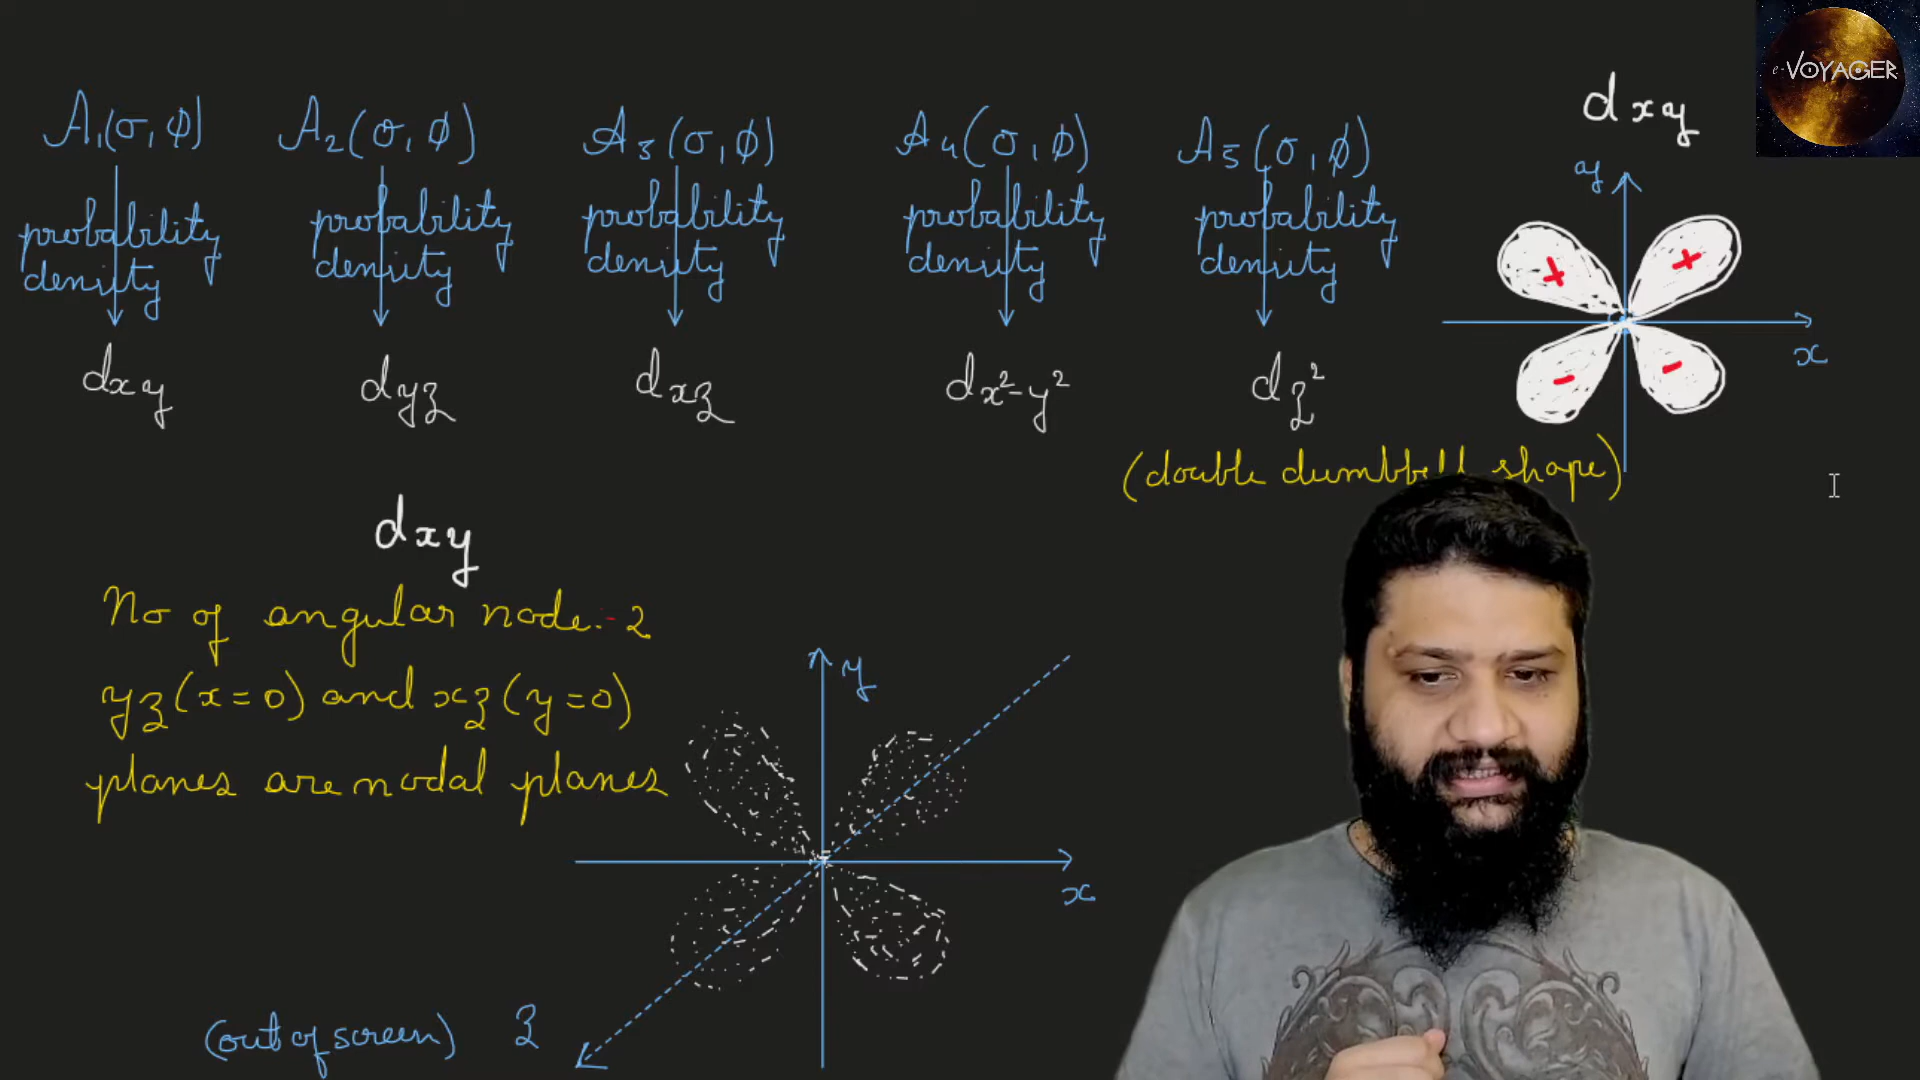 e-VOYAGER
A₁(σ, φ) A₂(σ, φ) A₃(σ, φ) A₄(σ, φ) A₅(σ, φ)
probability density probability density probability density probability density probability density
dxy dyz dxz dx²-y² dz²
(double dumbbell shape)
dxy
y
+ +
- -
x
dxy
No of angular node:- 2
yz (x=0) and xz (y=0)
planes are nodal planes
y
x
(out of screen) z